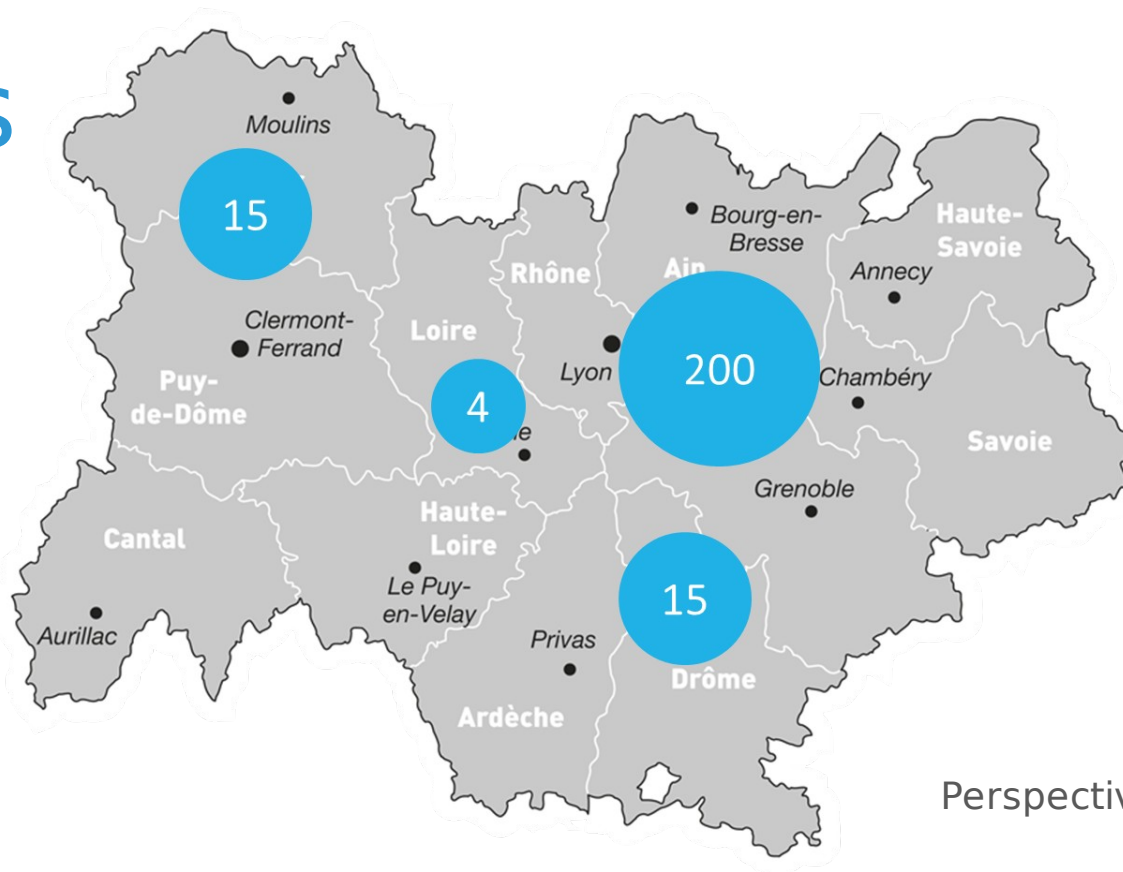 S
Moulins
15
Bourg-en-
Bresse
Haute-
Savoie
Rhône
Ain
Annecy
Clermont-
Ferrand
Loire
Lyon
200
Chambéry
Puy-
de-Dôme
4
Savoie
Grenoble
Haute-
Loire
Cantal
Le Puy-
en-Velay
15
Aurillac
Privas
Drôme
Ardèche
Perspectiv